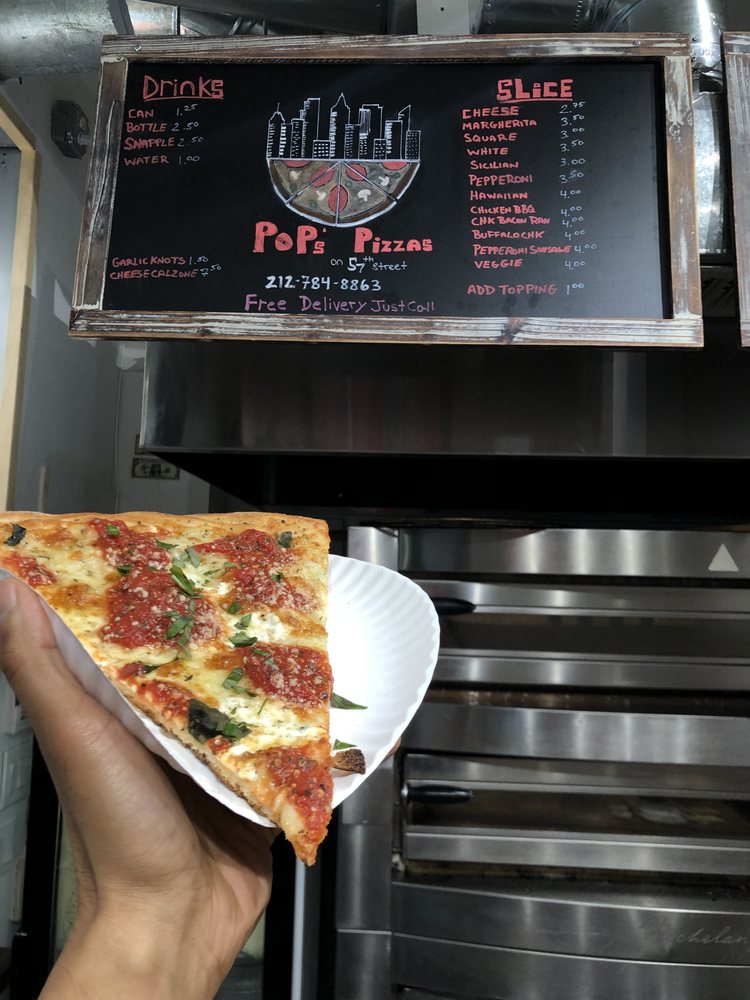 Drinks
CAN 1.25
BOTTLE 2.50
SNAPPLE 2.50
WATER 1.00
GARLIC KNOTS 1.50
CHEESE CALZONE 7.50
POP's Pizzas
on 57th Street
212-784-8863
Free Delivery Just Call
SLICE
CHEESE 2.75
MARGHERITA 3.50
SQUARE 3.00
WHITE 3.50
SICILIAN 3.00
PEPPERONI 3.50
HAWAIIAN 4.00
CHICKEN BBQ 4.00
CHK BACON RAN 4.00
BUFFALO CHK 4.00
PEPPERONI SAUSAGE 4.00
VEGGIE 4.00
ADD TOPPING 1.00